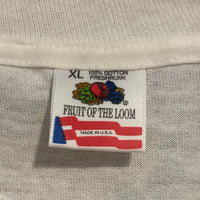 XL 100% COTTON
PRESHRUNK
®
FRUIT OF THE LOOM
MADE IN U.S.A.